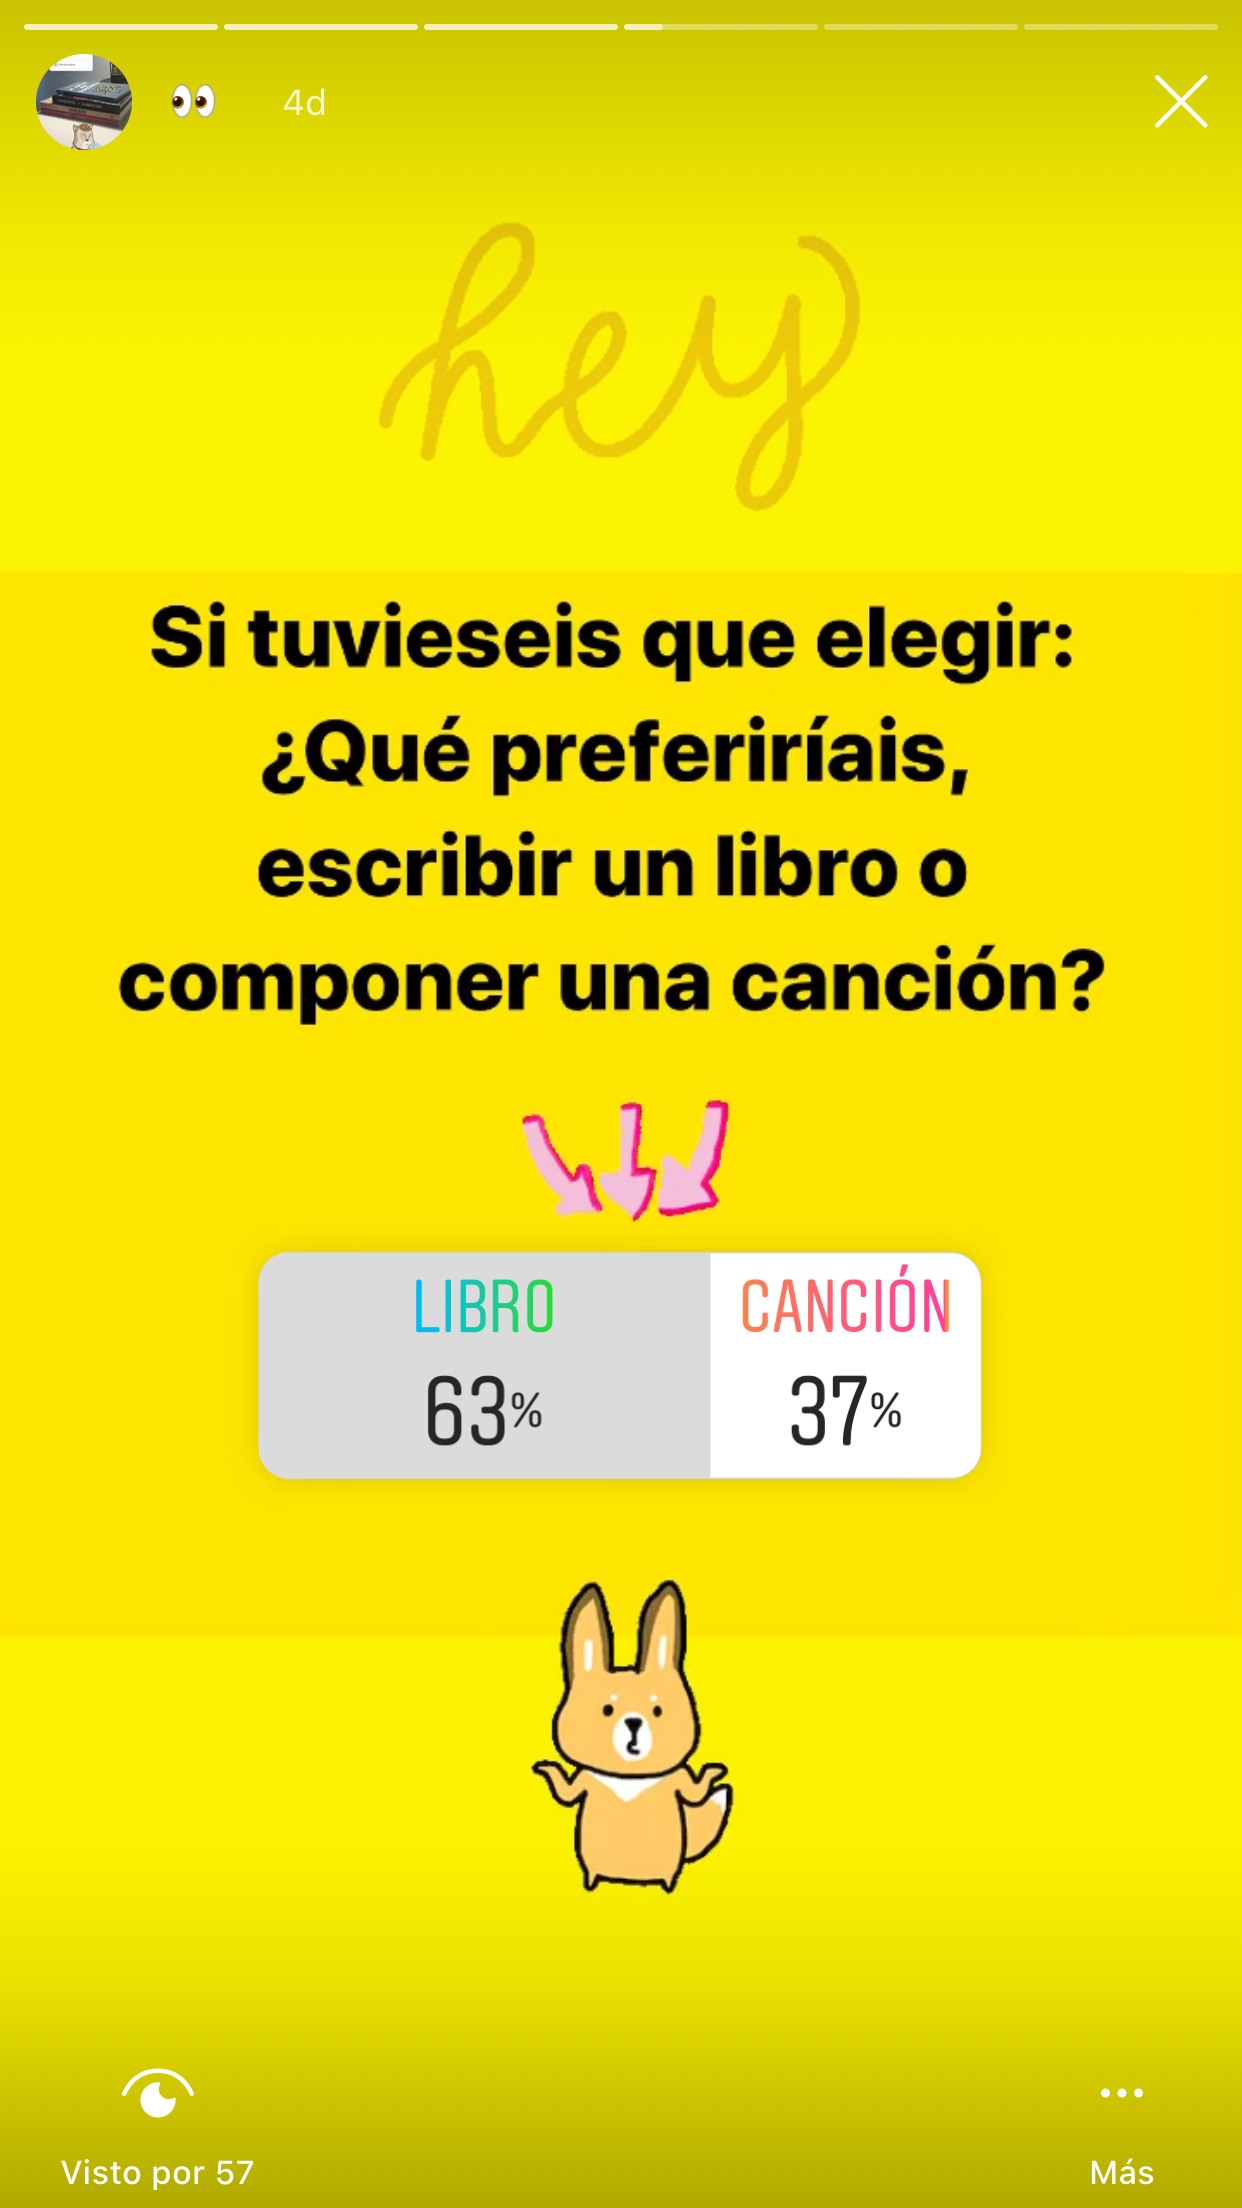 👀 4d
hey
Si tuvieseis que elegir:
¿Qué preferiríais,
escribir un libro o
componer una canción?
LIBRO CANCIÓN
63% 37%
Visto por 57 Más